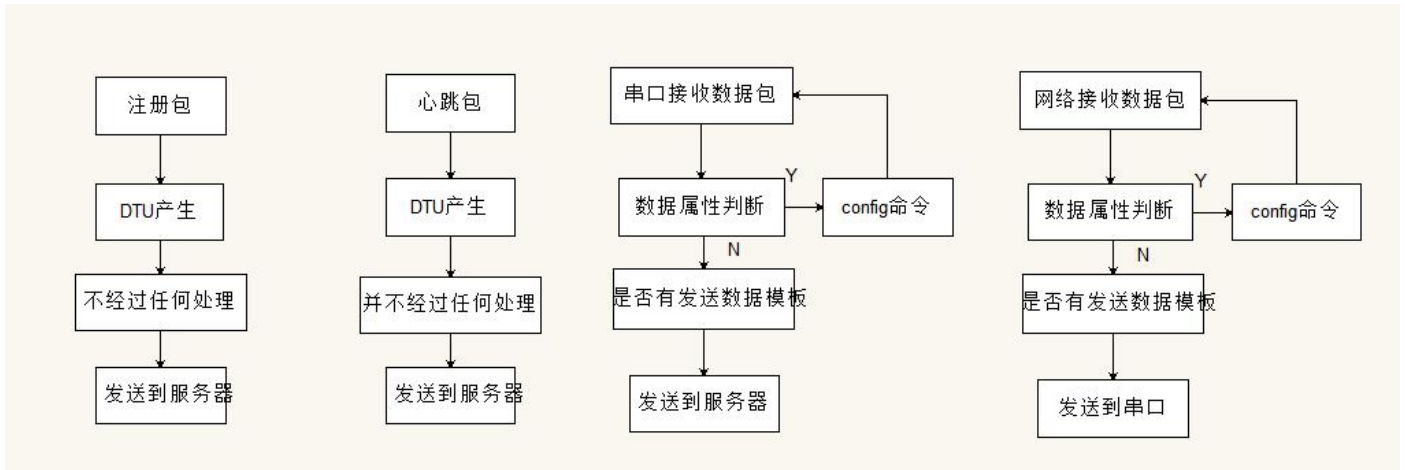 注册包
DTU产生
不经过任何处理
发送到服务器
心跳包
DTU产生
并不经过任何处理
发送到服务器
串口接收数据包
数据属性判断
Y
config命令
N
是否有发送数据模板
发送到服务器
网络接收数据包
数据属性判断
Y
config命令
N
是否有发送数据模板
发送到串口